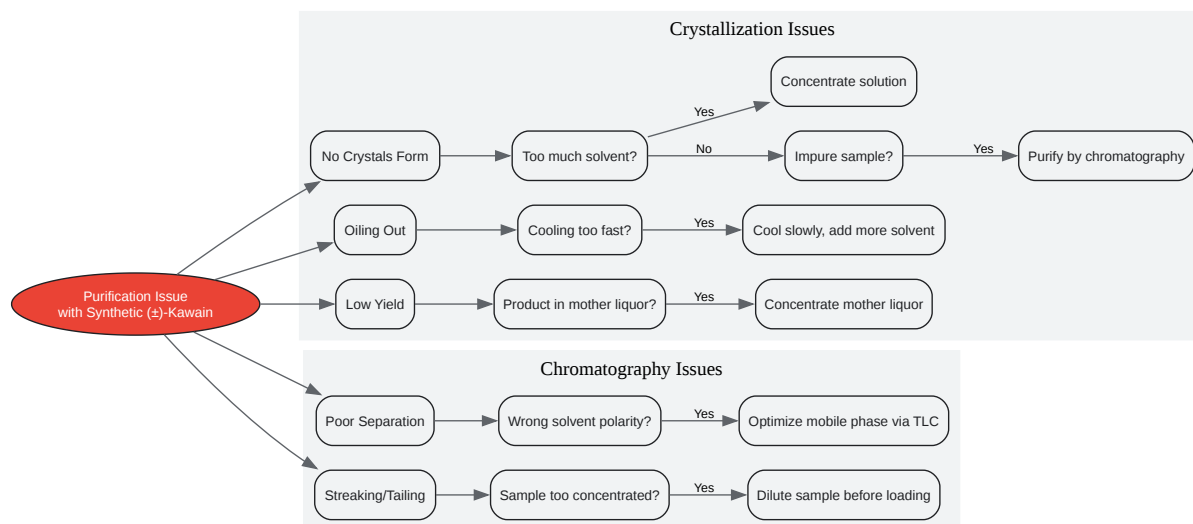 Crystallization Issues
Concentrate solution
Yes
No Crystals Form
Too much solvent?
No
Impure sample?
Yes
Purify by chromatography
Oiling Out
Cooling too fast?
Yes
Cool slowly, add more solvent
Purification Issue
with Synthetic (±)-Kawain
Low Yield
Product in mother liquor?
Yes
Concentrate mother liquor
Chromatography Issues
Poor Separation
Wrong solvent polarity?
Yes
Optimize mobile phase via TLC
Streaking/Tailing
Sample too concentrated?
Yes
Dilute sample before loading